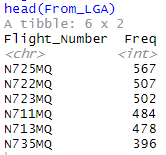 head(From_LGA)
A tibble: 6 x 2
Flight_Number Freq
<chr> <int>
N725MQ 567
N722MQ 507
N723MQ 507
N711MQ 484
N713MQ 478
N735MQ 396